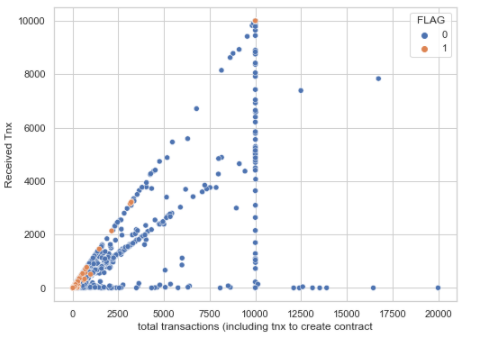 FLAG
0
1
10000
8000
6000
4000
2000
0
Received Tnx
0 2500 5000 7500 10000 12500 15000 17500 20000
total transactions (including tnx to create contract